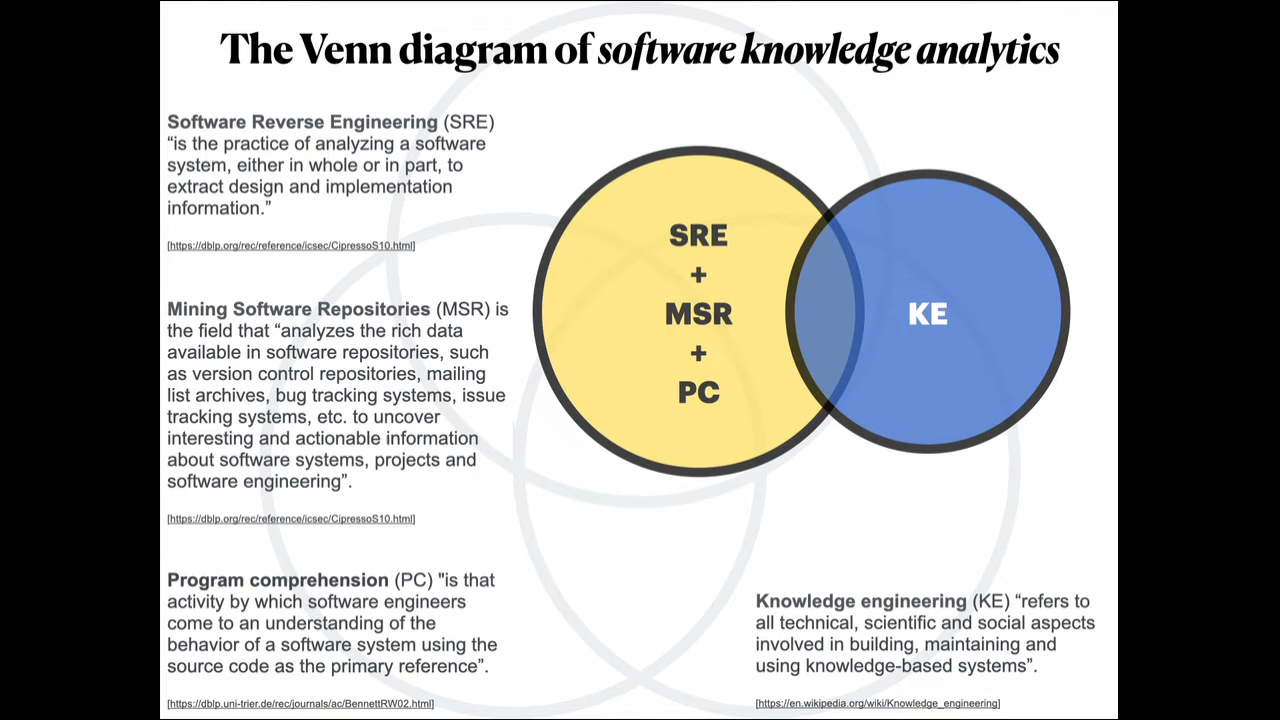 The Venn diagram of software knowledge analytics
Software Reverse Engineering (SRE)
“is the practice of analyzing a software
system, either in whole or in part, to
extract design and implementation
information.”
[https://dblp.org/rec/reference/icsec/CipressoS10.html]
Mining Software Repositories (MSR) is
the field that “analyzes the rich data
available in software repositories, such
as version control repositories, mailing
list archives, bug tracking systems, issue
tracking systems, etc. to uncover
interesting and actionable information
about software systems, projects and
software engineering”.
[https://dblp.org/rec/reference/icsec/CipressoS10.html]
Program comprehension (PC) "is that
activity by which software engineers
come to an understanding of the
behavior of a software system using the
source code as the primary reference”.
[https://dblp.uni-trier.de/rec/journals/ac/BennettRW02.html]
SRE
+
MSR
+
PC
KE
Knowledge engineering (KE) “refers to
all technical, scientific and social aspects
involved in building, maintaining and
using knowledge-based systems”.
[https://en.wikipedia.org/wiki/Knowledge_engineering]